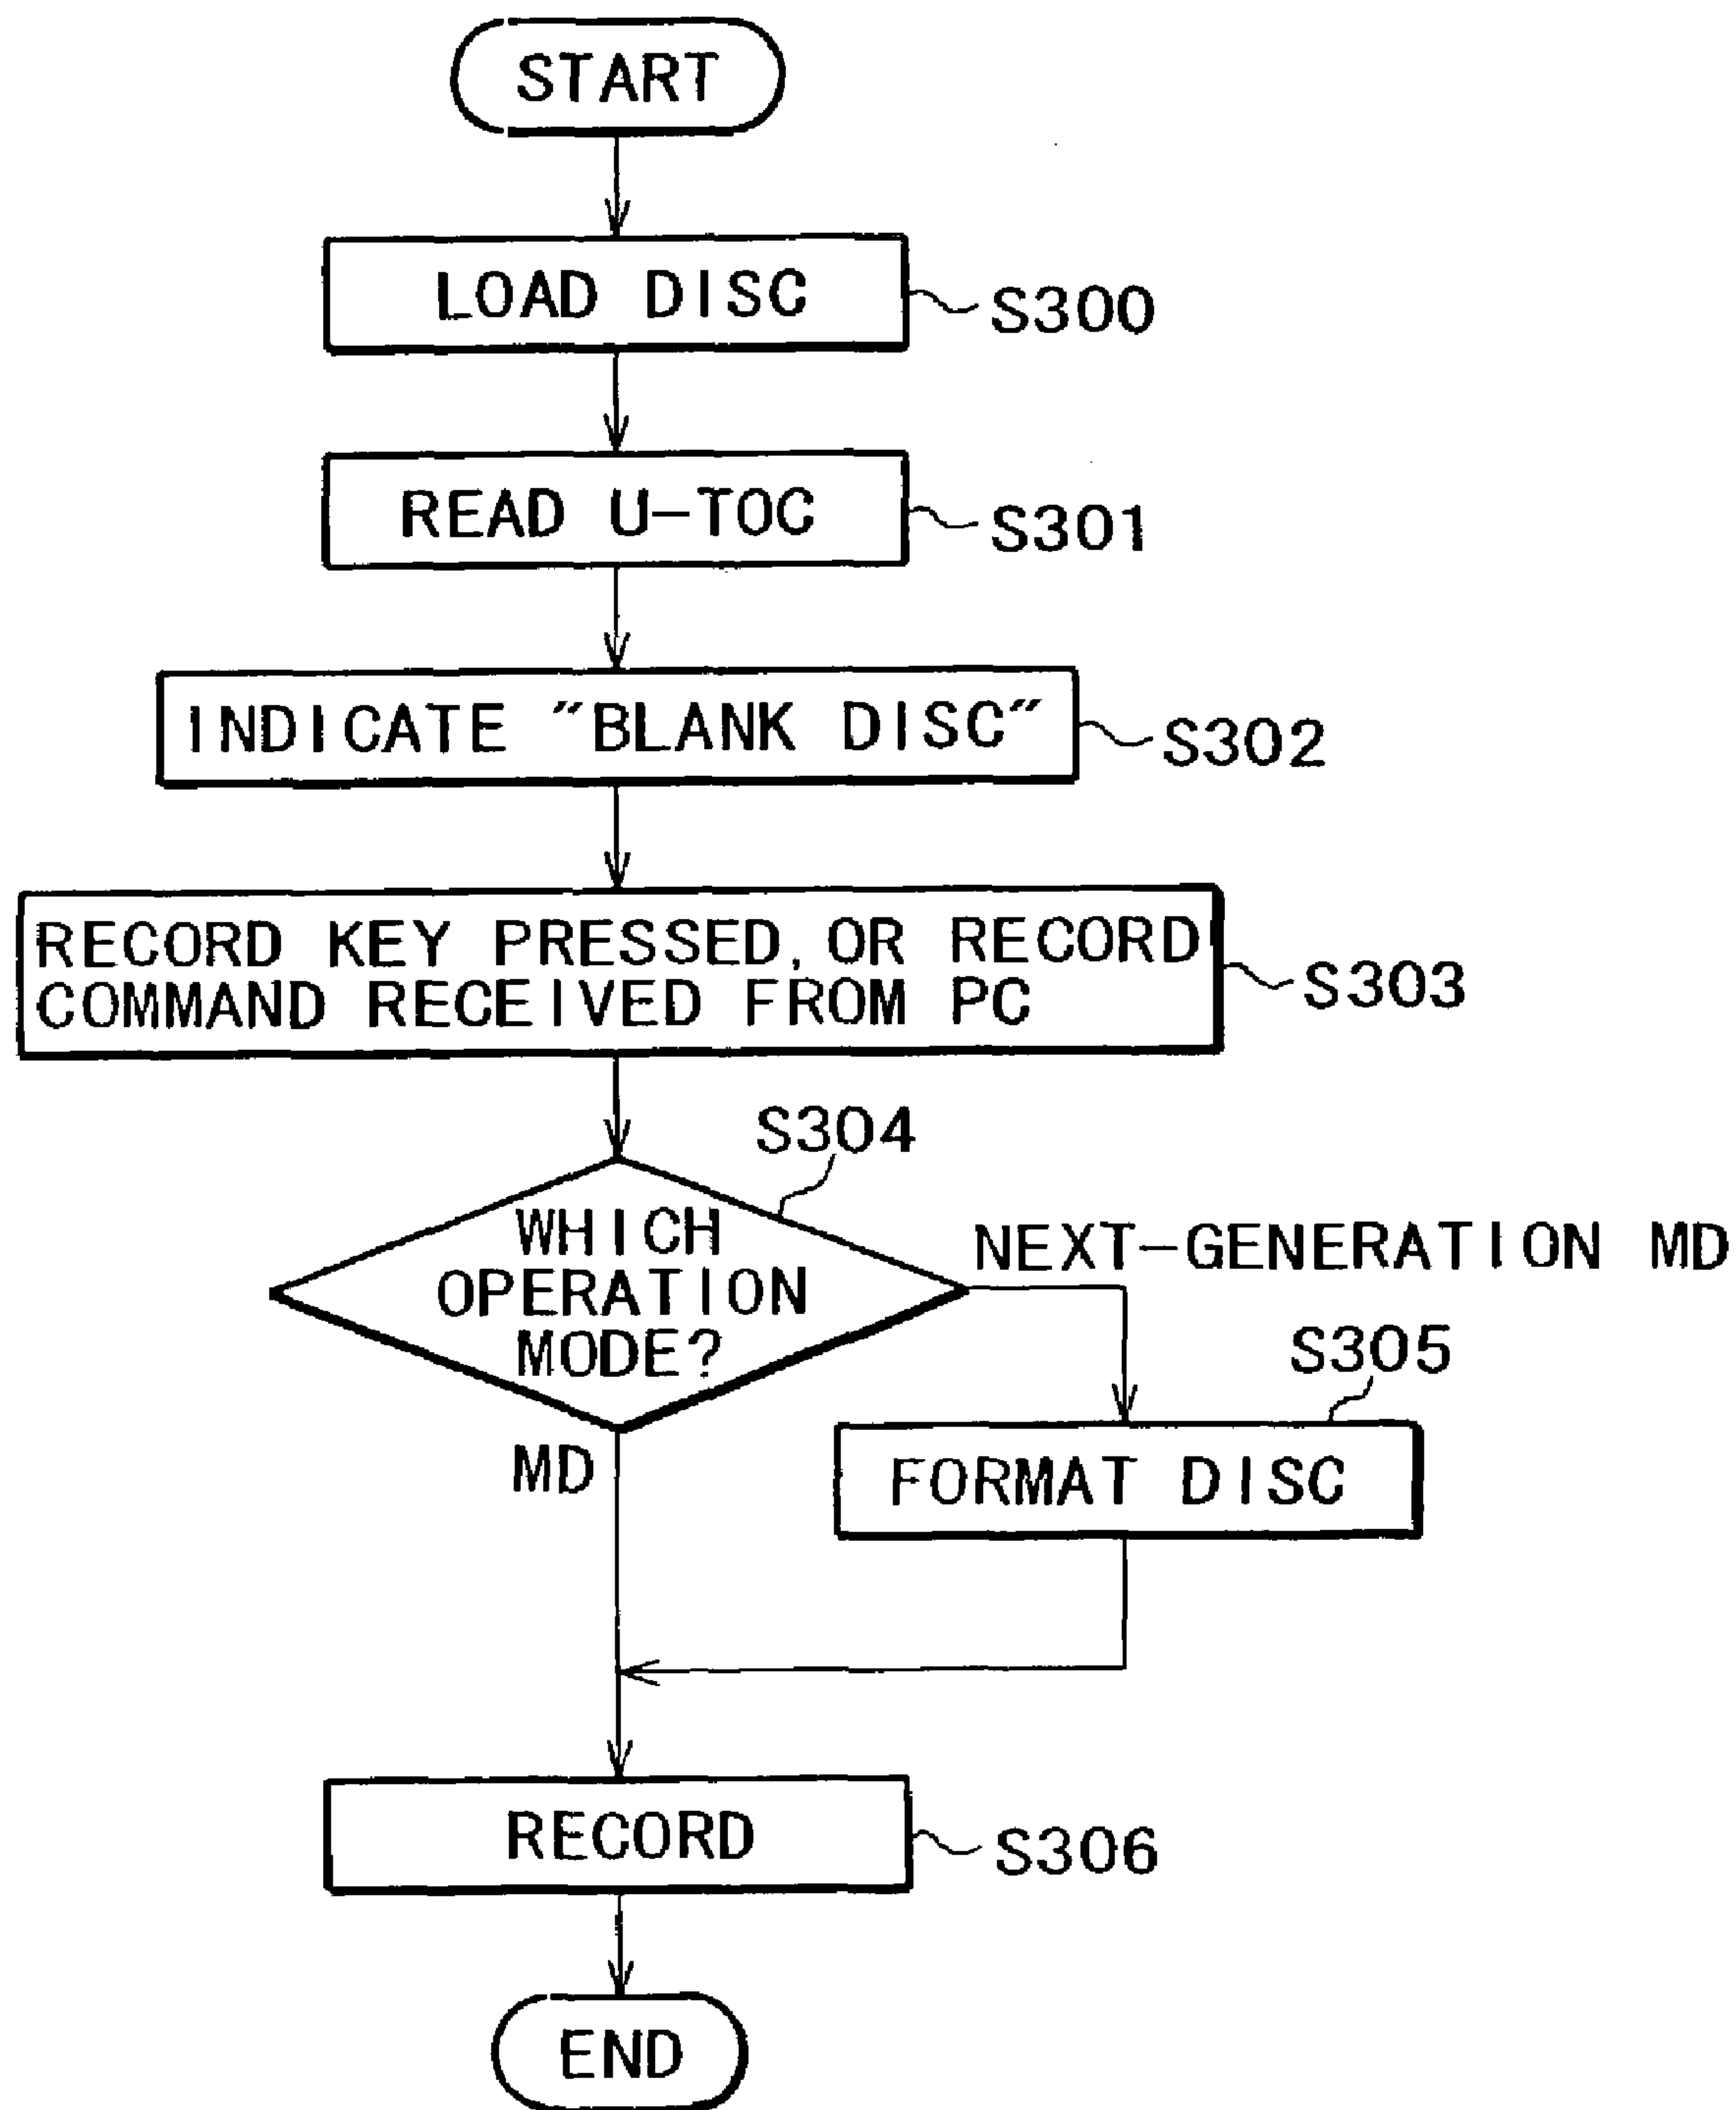 START
LOAD DISC
S300
READ U-TOC
S301
INDICATE "BLANK DISC"
S302
RECORD KEY PRESSED, OR RECORD
COMMAND RECEIVED FROM PC
S303
S304
WHICH
OPERATION
MODE?
NEXT-GENERATION MD
S305
MD
FORMAT DISC
RECORD
S306
END